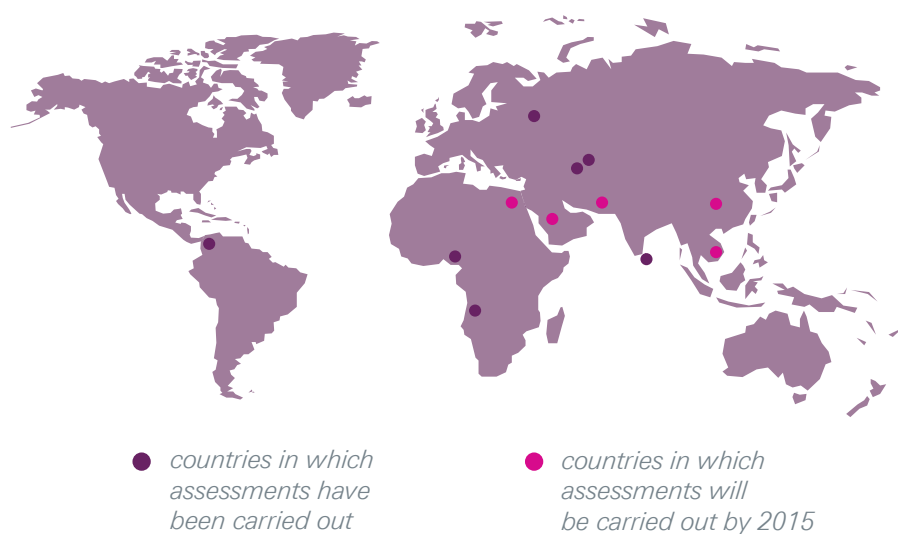 countries in which
assessments have
been carried out
countries in which
assessments will
be carried out by 2015